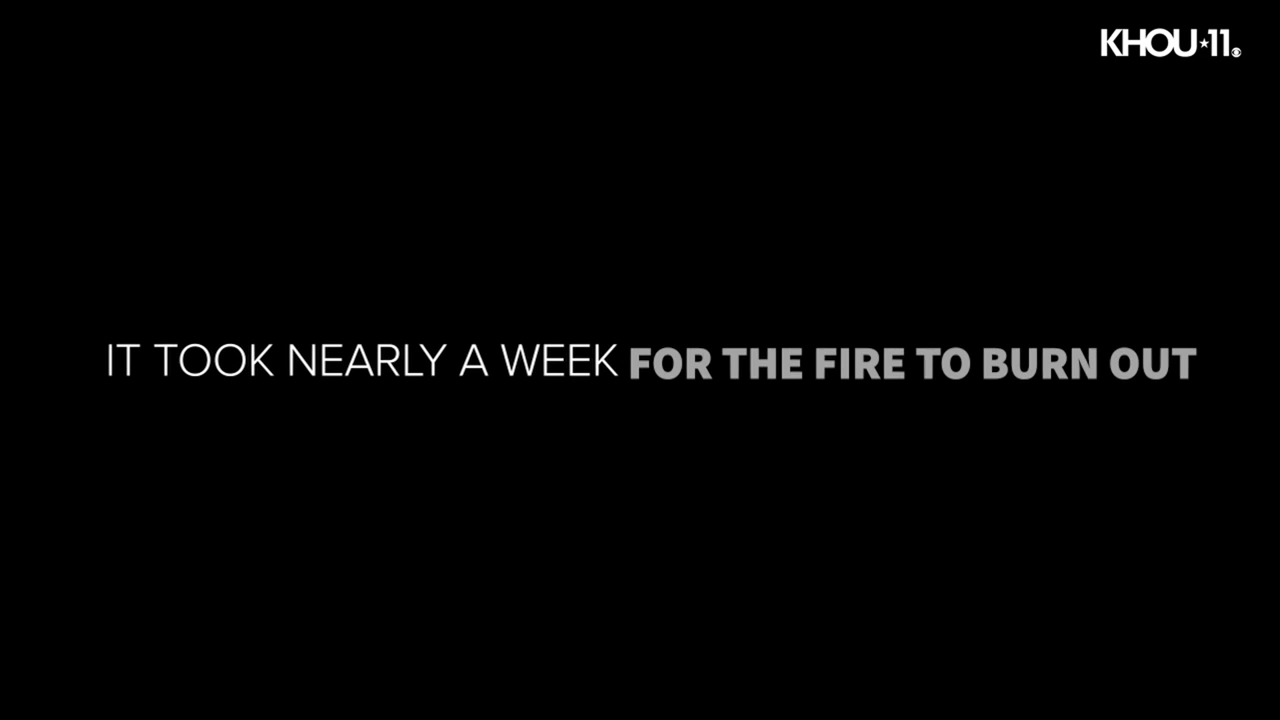 KHOU★11
IT TOOK NEARLY A WEEK FOR THE FIRE TO BURN OUT